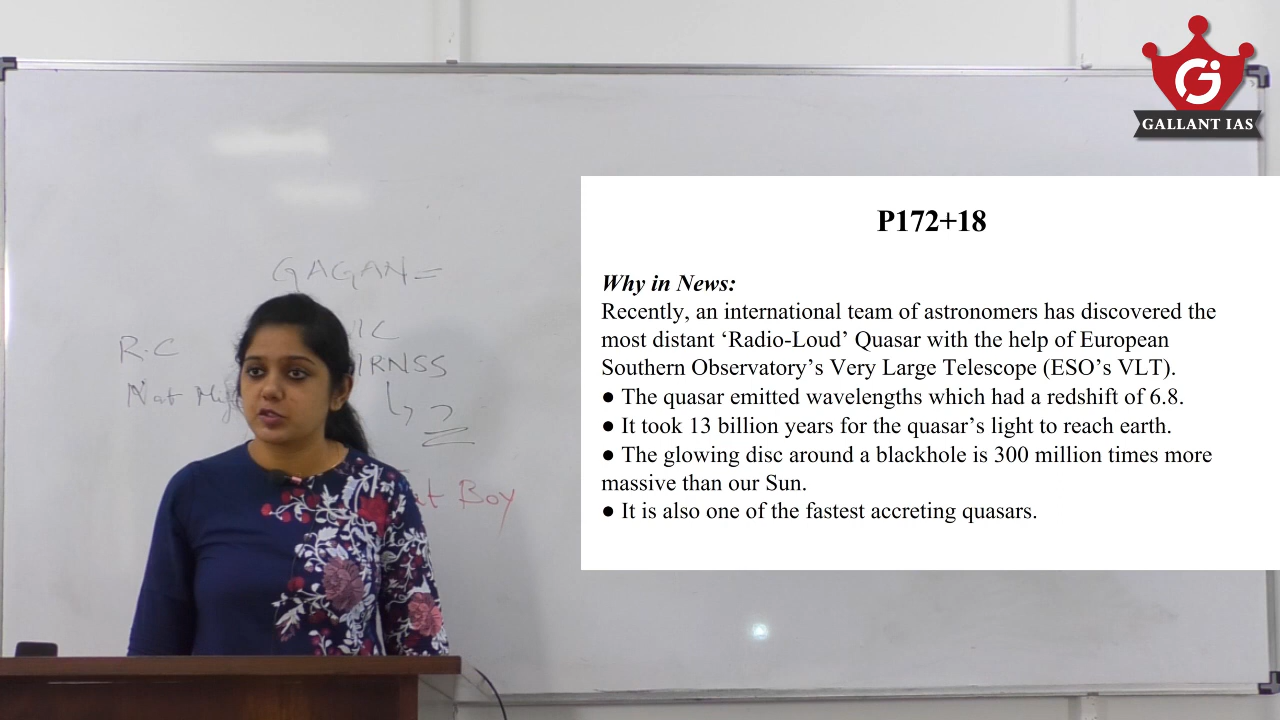 GALLANT IAS
P172+18
Why in News:
Recently, an international team of astronomers has discovered the
most distant ‘Radio-Loud’ Quasar with the help of European
Southern Observatory’s Very Large Telescope (ESO’s VLT).
● The quasar emitted wavelengths which had a redshift of 6.8.
● It took 13 billion years for the quasar’s light to reach earth.
● The glowing disc around a blackhole is 300 million times more
massive than our Sun.
● It is also one of the fastest accreting quasars.
GAGAN=
R.C
IRNSS
Nat
7
Boy